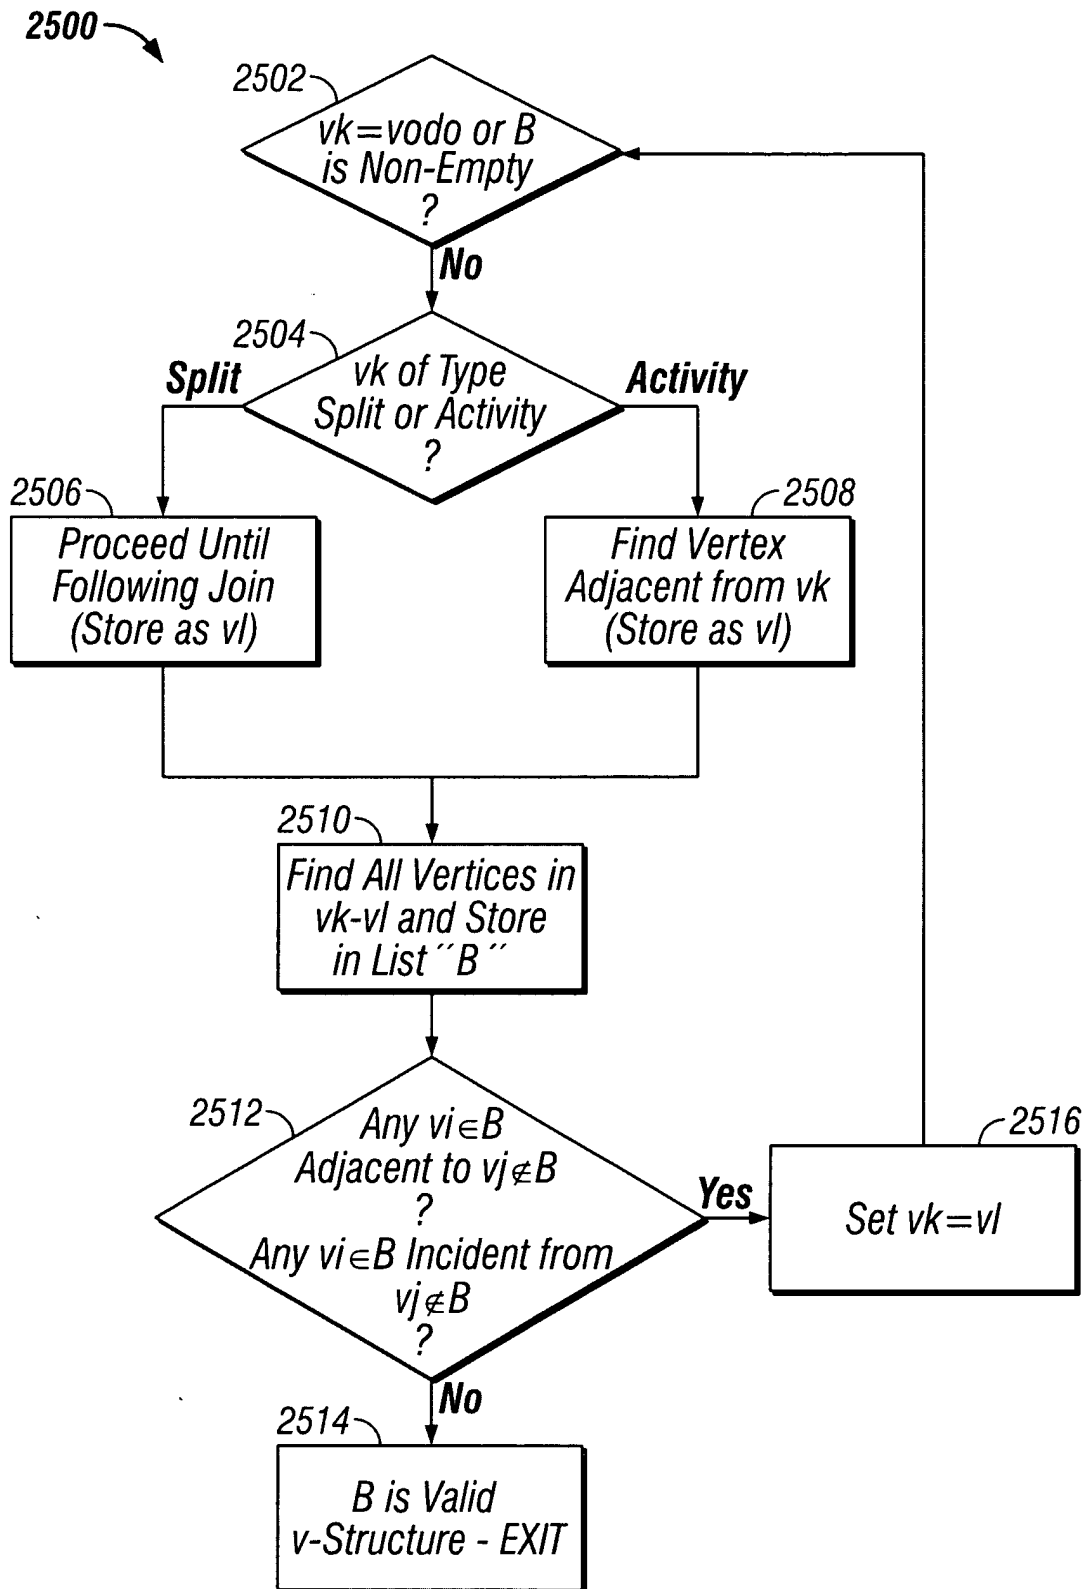 2500
2502
vk=vodo or B
is Non-Empty
?
No
2504
vk of Type
Split or Activity
?
Split
Activity
2506
Proceed Until
Following Join
(Store as vl)
2508
Find Vertex
Adjacent from vk
(Store as vl)
2510
Find All Vertices in
vk-vl and Store
in List ˝B˝
2512
Any vi∈B
Adjacent to vj∉B
?
Any vi∈B Incident from
vj∉B
?
Yes
2516
Set vk=vl
No
2514
B is Valid
v-Structure - EXIT